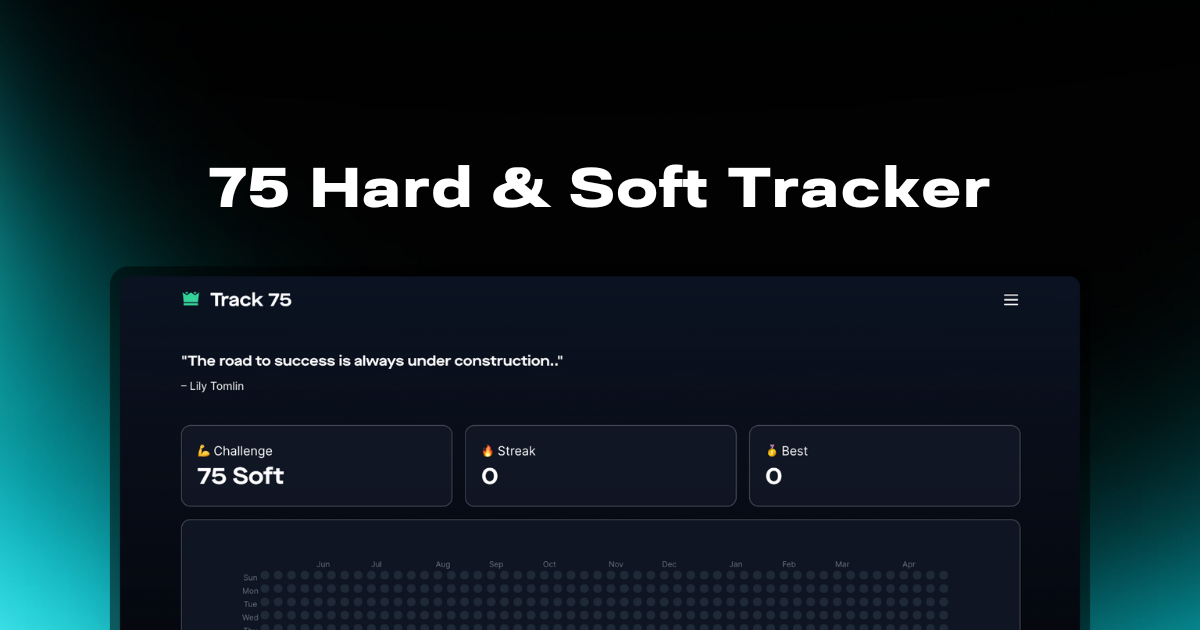 75 Hard & Soft Tracker
Track 75
"The road to success is always under construction.."
– Lily Tomlin
Challenge
75 Soft
Streak
0
Best
0
Jun Jul Aug Sep Oct Nov Dec Jan Feb Mar Apr
Sun
Mon
Tue
Wed